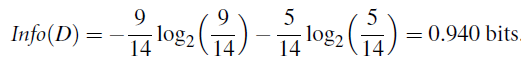 Info(D) = −9/14 log₂(9/14) − 5/14 log₂(5/14) = 0.940 bits.